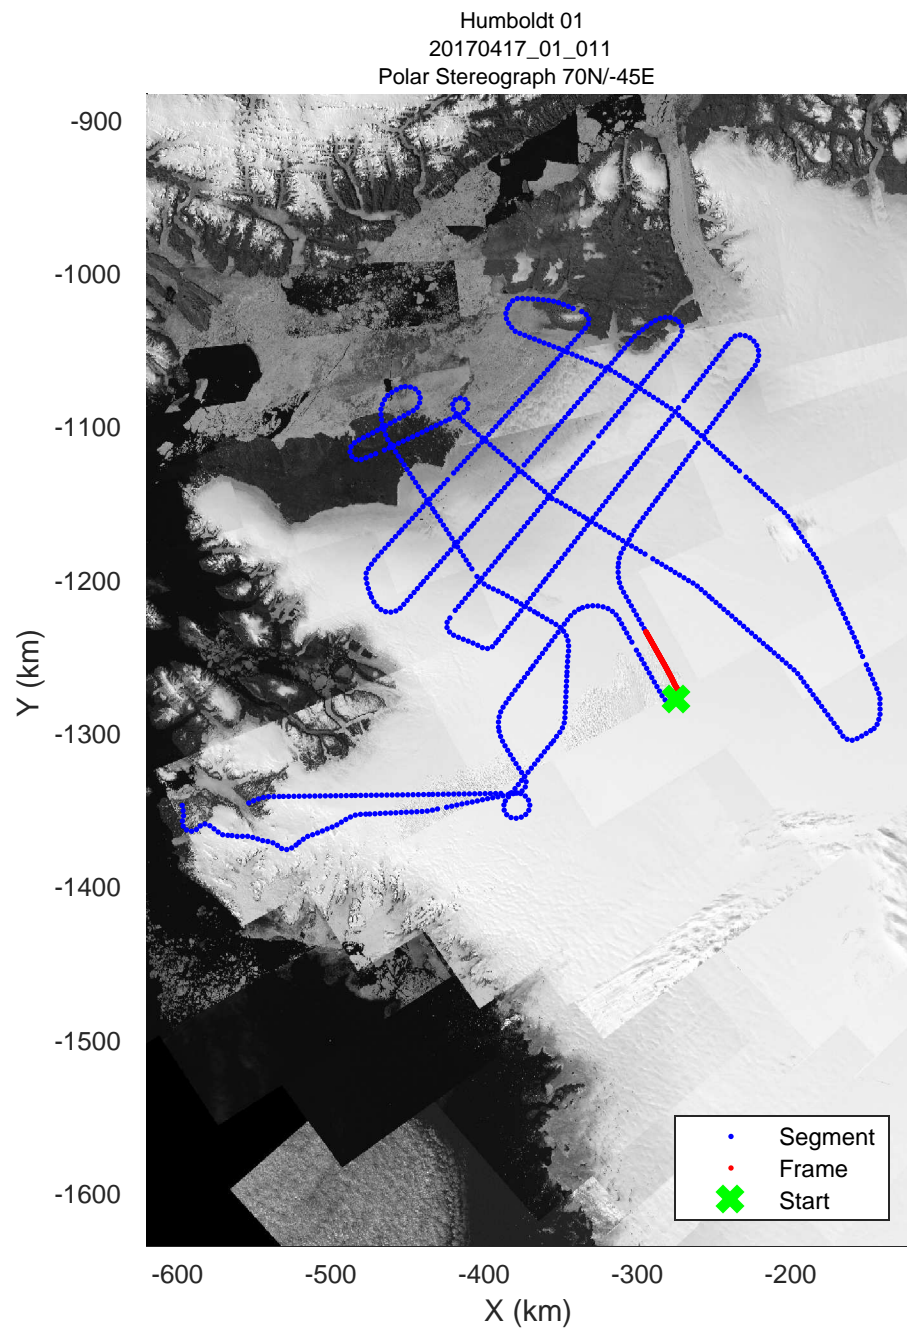 Humboldt 01
20170417_01_011
Polar Stereograph 70N/-45E
-900
-1000
-1100
-1200
-1300
-1400
-1500
-1600
Y (km)
Segment
Frame
Start
-600 -500 -400 -300 -200
X (km)